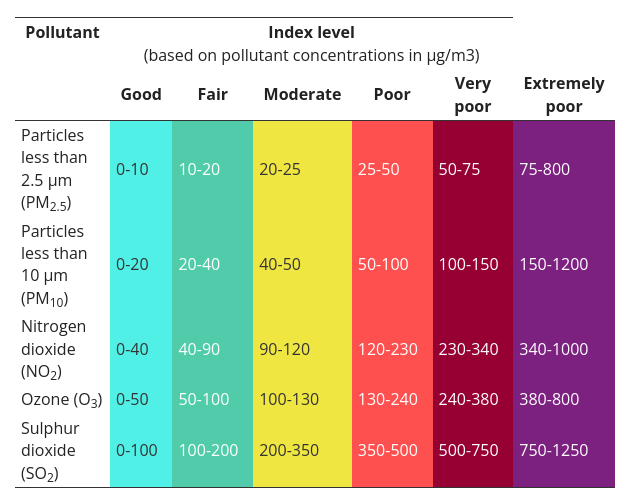 Pollutant Index level
(based on pollutant concentrations in µg/m3)
Good Fair Moderate Poor Very poor Extremely poor
Particles less than 2.5 µm (PM2.5) 0-10 10-20 20-25 25-50 50-75 75-800
Particles less than 10 µm (PM10) 0-20 20-40 40-50 50-100 100-150 150-1200
Nitrogen dioxide (NO2) 0-40 40-90 90-120 120-230 230-340 340-1000
Ozone (O3) 0-50 50-100 100-130 130-240 240-380 380-800
Sulphur dioxide (SO2) 0-100 100-200 200-350 350-500 500-750 750-1250